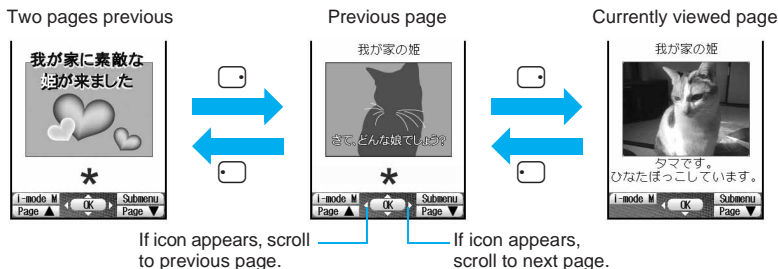 Two pages previous
Previous page
Currently viewed page
我が家に素敵な
姫が来ました
*
i-mode M
Submenu
Page ▲
OK
Page ▼
我が家の姫
さて、どんな娘でしょう?
*
i-mode M
Submenu
Page ▲
OK
Page ▼
我が家の姫
タマです。
ひなたぼっこしています。
i-mode M
Submenu
OK
Page ▼
If icon appears, scroll
to previous page.
If icon appears,
scroll to next page.